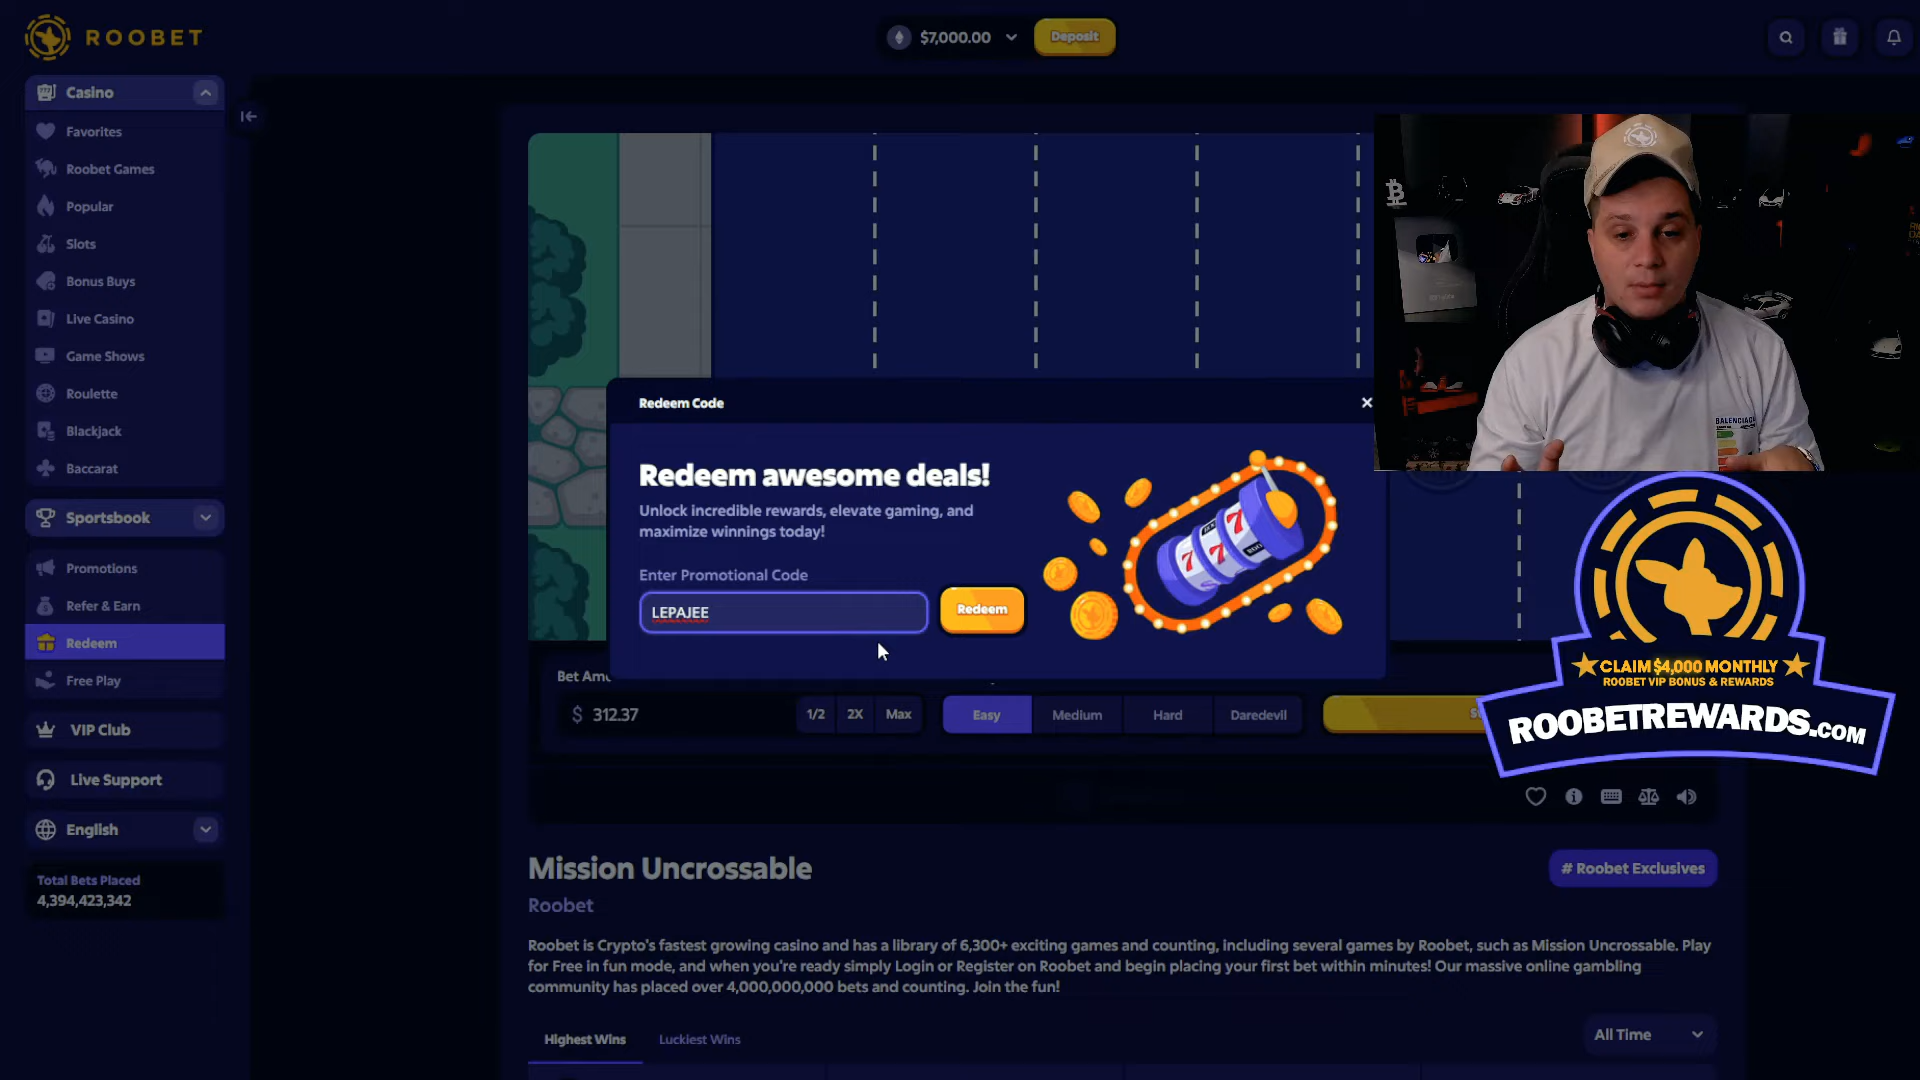 ROOBET
$7,000.00
Deposit
Casino
Favorites
Roobet Games
Popular
Slots
Bonus Buys
Live Casino
Game Shows
Roulette
Blackjack
Baccarat
Sportsbook
Promotions
Refer & Earn
Redeem
Free Play
VIP Club
Live Support
English
Total Bets Placed
4,394,423,342
Redeem Code
Redeem awesome deals!
Unlock incredible rewards, elevate gaming, and
maximize winnings today!
Enter Promotional Code
LEPAJEE
Redeem
7 7 7
BALENCIAGA
$ 312.37
1/2
2X
Max
Easy
Medium
Hard
Daredevil
CLAIM $4,000 MONTHLY
ROOBET VIP BONUS & REWARDS
ROOBETREWARDS.COM
Mission Uncrossable
# Roobet Exclusives
Roobet
Roobet is Crypto's fastest growing casino and has a library of 6,300+ exciting games and counting, including several games by Roobet, such as Mission Uncrossable. Play
for Free in fun mode, and when you're ready simply Login or Register on Roobet and begin placing your first bet within minutes! Our massive online gambling
community has placed over 4,000,000,000 bets and counting. Join the fun!
Highest Wins
Luckiest Wins
All Time